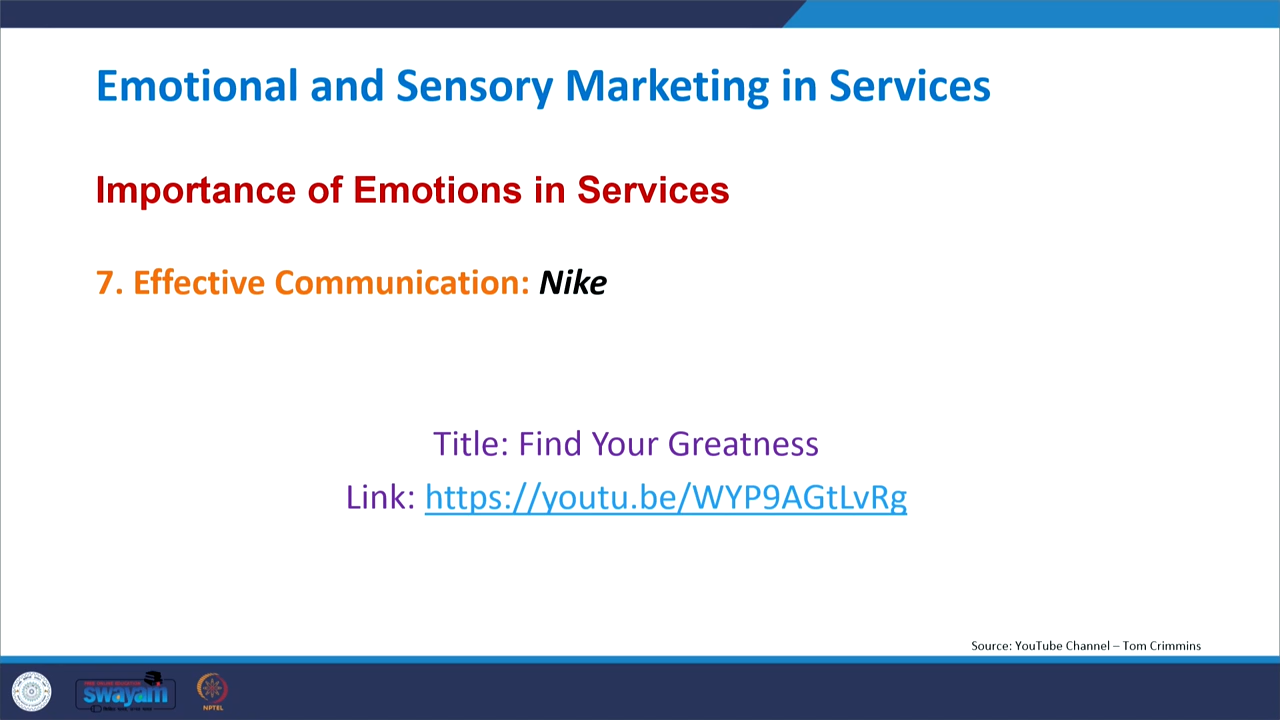 Emotional and Sensory Marketing in Services
Importance of Emotions in Services
7. Effective Communication: Nike
Title: Find Your Greatness
Link: https://youtu.be/WYP9AGtLvRg
Source: YouTube Channel – Tom Crimmins
swayam
NPTEL